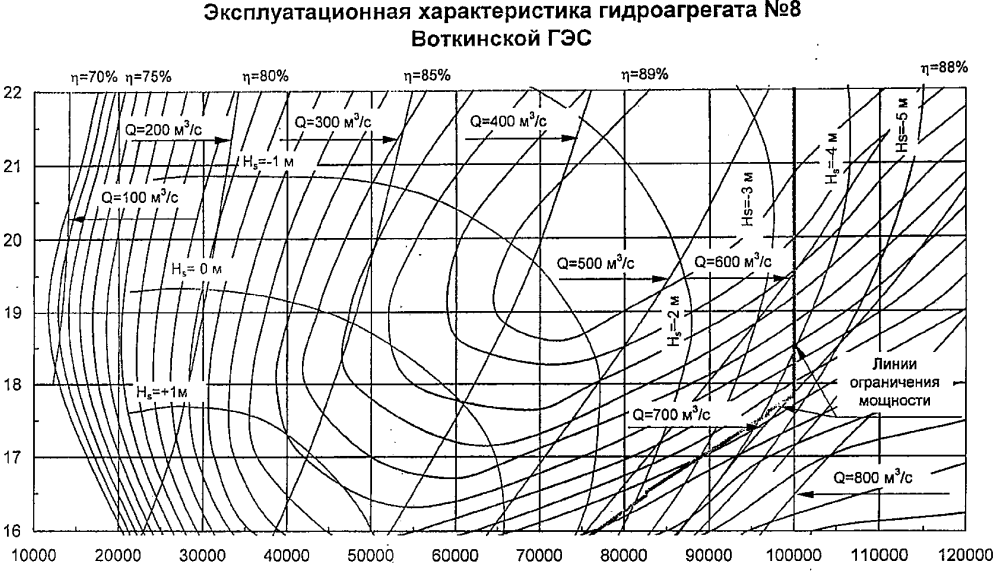 Эксплуатационная характеристика гидроагрегата №8
Воткинской ГЭС
η=70% η=75% η=80% η=85% η=89% η=88%
22
21
20
19
18
17
16
Q=200 м³/с
Q=300 м³/с
Q=400 м³/с
Hₛ=-1 м
Q=100 м³/с
Hₛ= 0 м
Q=500 м³/с
Q=600 м³/с
Hₛ=+1м
Q=700 м³/с
Q=800 м³/с
Hₛ=-2 м
Hs=-3 м
Hₛ=-4 м
Hs=-5 м
Линии
ограничения
мощности
10000 20000 30000 40000 50000 60000 70000 80000 90000 100000 110000 120000